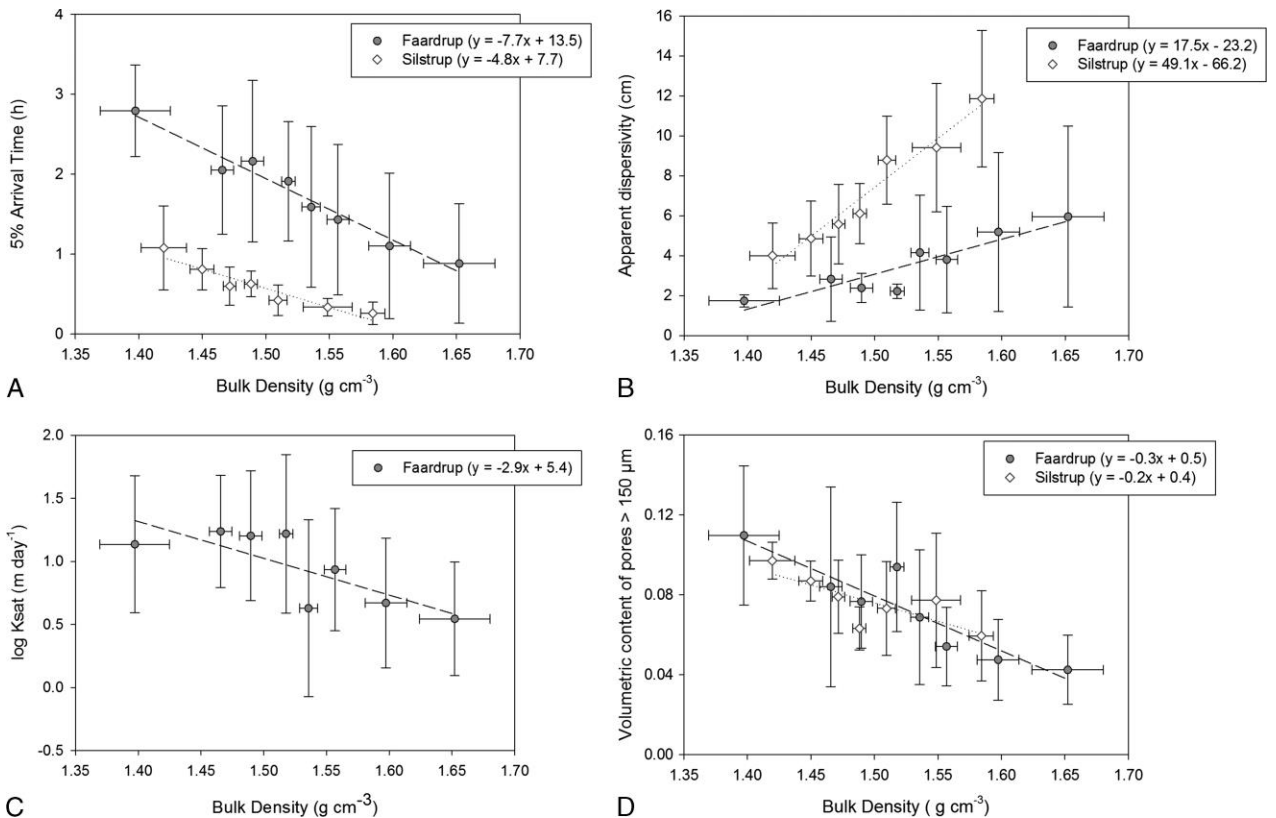 4
3
2
1
0
5% Arrival Time (h)
Faardrup (y = -7.7x + 13.5)
Silstrup (y = -4.8x + 7.7)
1.35 1.40 1.45 1.50 1.55 1.60 1.65 1.70
Bulk Density (g cm⁻³)
A
16
14
12
10
8
6
4
2
0
Apparent dispersivity (cm)
Faardrup (y = 17.5x - 23.2)
Silstrup (y = 49.1x - 66.2)
1.35 1.40 1.45 1.50 1.55 1.60 1.65 1.70
Bulk Density (g cm⁻³)
B
2.0
1.5
1.0
0.5
0.0
-0.5
log Ksat (m day⁻¹)
Faardrup (y = -2.9x + 5.4)
1.35 1.40 1.45 1.50 1.55 1.60 1.65 1.70
Bulk Density (g cm⁻³)
C
0.16
0.12
0.08
0.04
0.00
Volumetric content of pores > 150 µm
Faardrup (y = -0.3x + 0.5)
Silstrup (y = -0.2x + 0.4)
1.35 1.40 1.45 1.50 1.55 1.60 1.65 1.70
Bulk Density ( g cm⁻³)
D